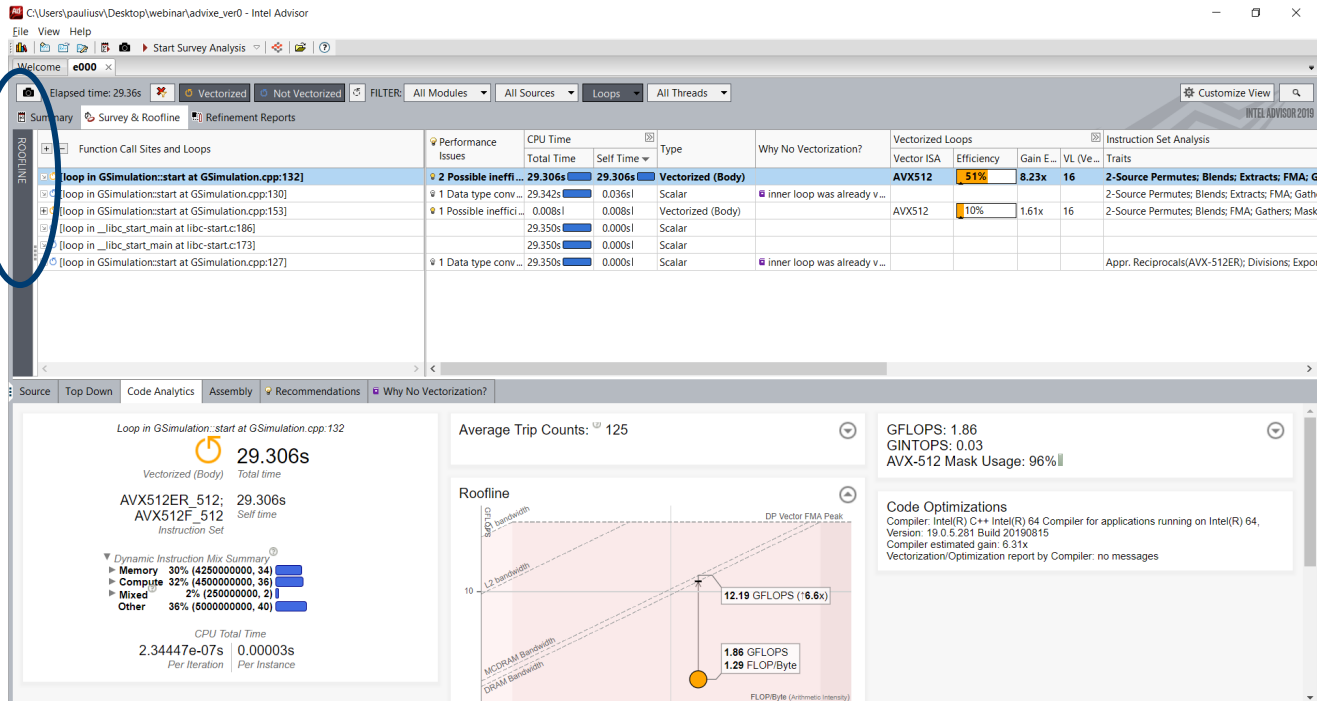 C:\Users\pauliusv\Desktop\webinar\advixe_ver0 - Intel Advisor
File View Help
Start Survey Analysis
Welcome e000
Elapsed time: 29.36s Vectorized Not Vectorized FILTER: All Modules All Sources Loops All Threads Customize View
INTEL ADVISOR 2019
Summary Survey & Roofline Refinement Reports
ROOFLINE
Function Call Sites and Loops Performance Issues CPU Time Type Why No Vectorization? Vectorized Loops Instruction Set Analysis
Total Time Self Time Vector ISA Efficiency Gain E... VL (Ve... Traits
[loop in GSimulation::start at GSimulation.cpp:132] 2 Possible ineffi... 29.306s 29.306s Vectorized (Body) AVX512 51% 8.23x 16 2-Source Permutes; Blends; Extracts; FMA; G
[loop in GSimulation::start at GSimulation.cpp:130] 1 Data type conv... 29.342s 0.036s Scalar inner loop was already v... 2-Source Permutes; Blends; Extracts; FMA; Gath
[loop in GSimulation::start at GSimulation.cpp:153] 1 Possible ineffici... 0.008s 0.008s Vectorized (Body) AVX512 10% 1.61x 16 2-Source Permutes; Blends; FMA; Gathers; Mask
[loop in __libc_start_main at libc-start.c:186] 29.350s 0.000s Scalar
[loop in __libc_start_main at libc-start.c:173] 29.350s 0.000s Scalar
[loop in GSimulation::start at GSimulation.cpp:127] 1 Data type conv... 29.350s 0.000s Scalar inner loop was already v... Appr. Reciprocals(AVX-512ER); Divisions; Expor
Source Top Down Code Analytics Assembly Recommendations Why No Vectorization?
Loop in GSimulation::start at GSimulation.cpp:132
29.306s
Vectorized (Body) Total time
AVX512ER_512; 29.306s
AVX512F_512 Self time
Instruction Set
Dynamic Instruction Mix Summary
Memory 30% (4250000000, 34)
Compute 32% (4500000000, 36)
Mixed 2% (250000000, 2)
Other 36% (5000000000, 40)
CPU Total Time
2.34447e-07s 0.00003s
Per Iteration Per Instance
Average Trip Counts: 125
Roofline
GFLOPS
L1 bandwidth
DP Vector FMA Peak
L2 bandwidth
10
12.19 GFLOPS (↑6.6x)
MCDRAM Bandwidth
DRAM Bandwidth
1.86 GFLOPS
1.29 FLOP/Byte
FLOP/Byte (Arithmetic Intensity)
GFLOPS: 1.86
GINTOPS: 0.03
AVX-512 Mask Usage: 96%
Code Optimizations
Compiler: Intel(R) C++ Intel(R) 64 Compiler for applications running on Intel(R) 64,
Version: 19.0.5.281 Build 20190815
Compiler estimated gain: 6.31x
Vectorization/Optimization report by Compiler: no messages